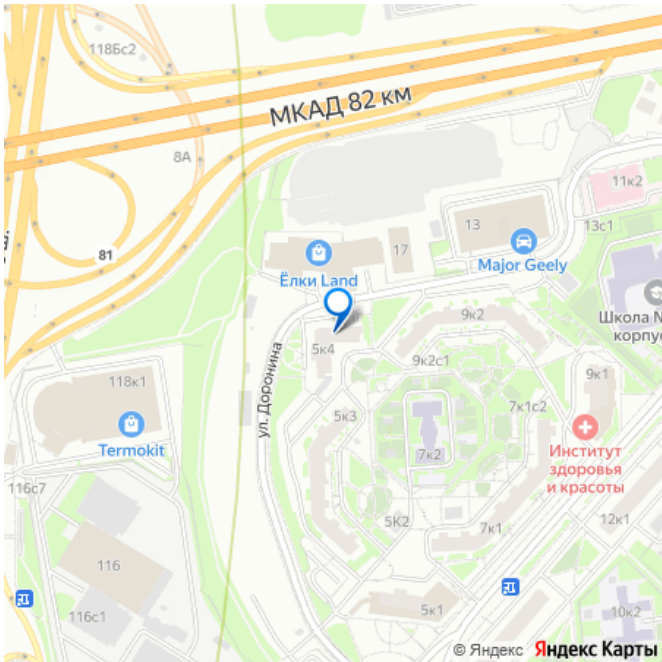 118Бс2
МКАД 82 км
8А
11к2
81
13
17
13с1
Major Geely
Ёлки Land
Школа №
корпус
9к2
5к4
ул. Доронина
9к2с1
118к1
9к1
7к1с2
5к3
Termokit
7к2
Институт
здоровья
и красоты
116с7
5К2
7к1
12к1
116
116с1
5к1
10к2
© Яндекс Яндекс Карты